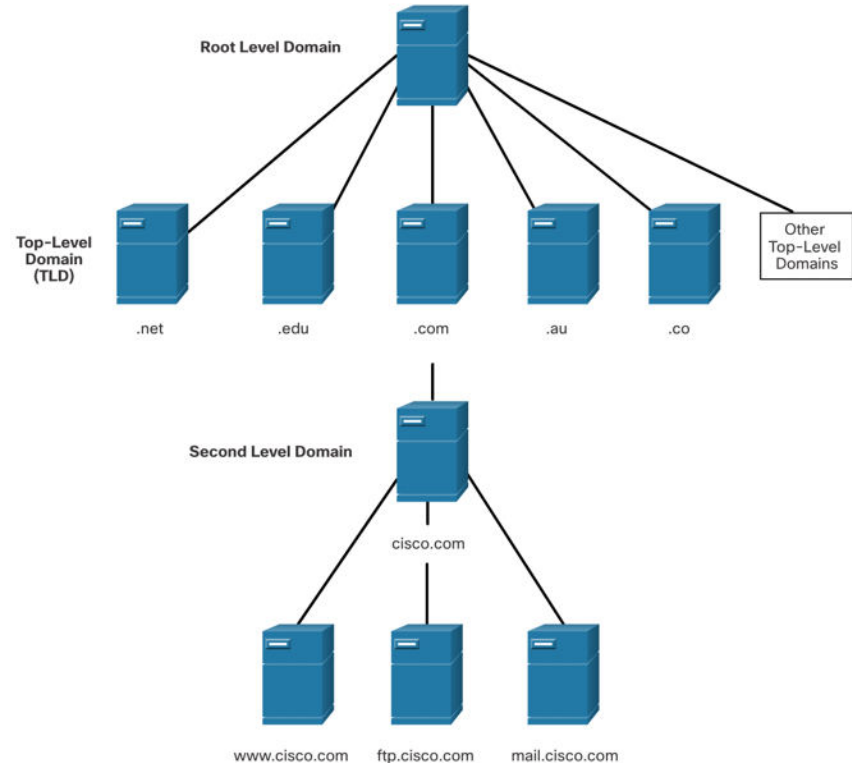 Root Level Domain
Top-Level
Domain
(TLD)
Other
Top-Level
Domains
.net
.edu
.com
.au
.co
Second Level Domain
cisco.com
www.cisco.com
ftp.cisco.com
mail.cisco.com